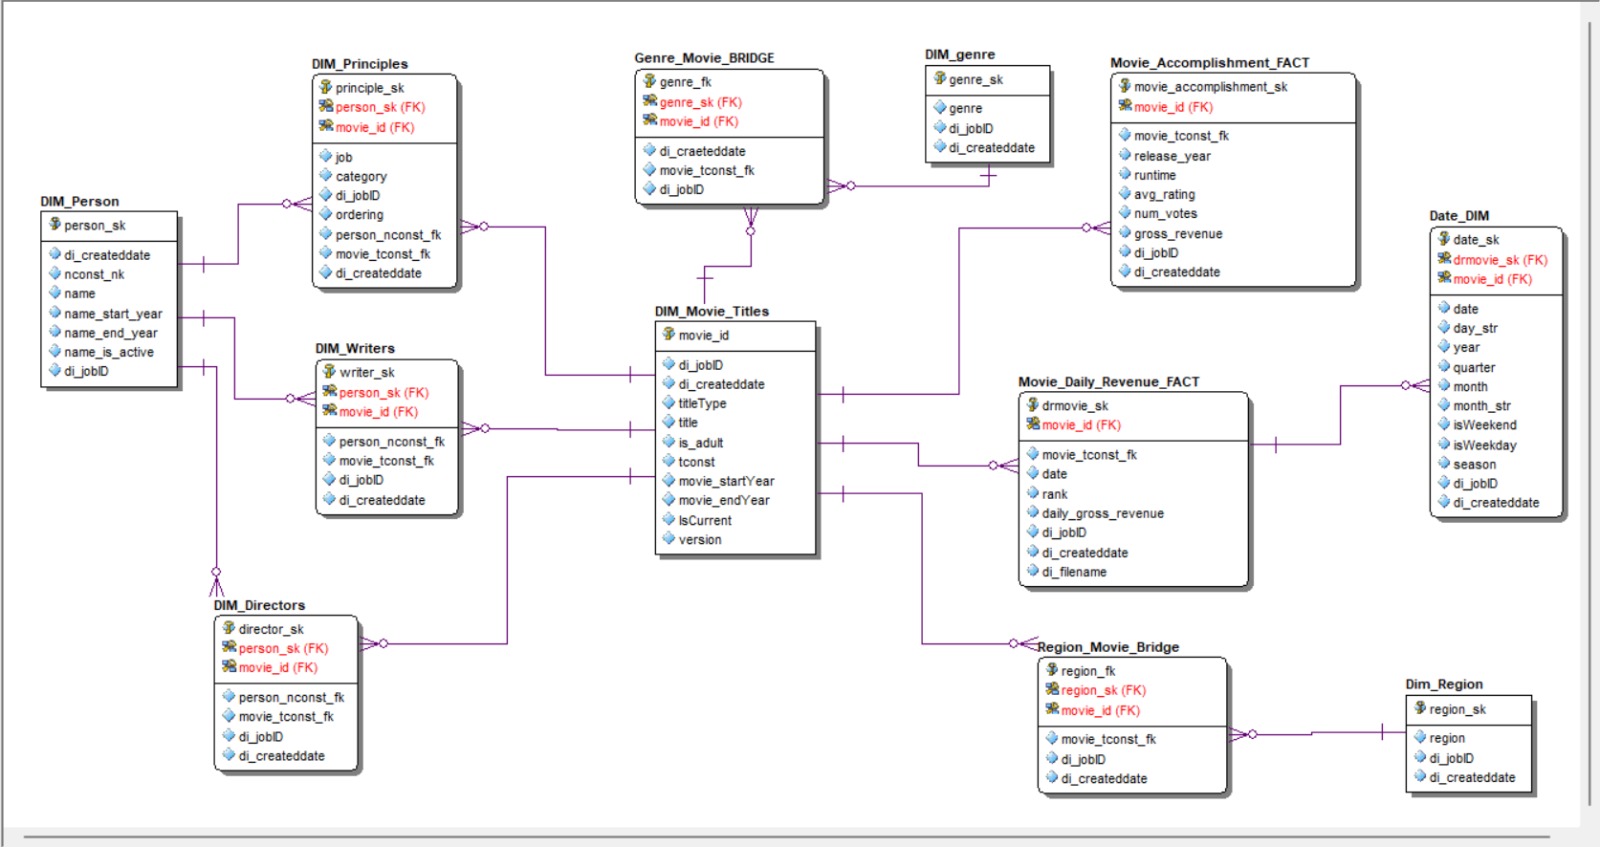 DIM_Principles
principle_sk
person_sk (FK)
movie_id (FK)
job
category
di_jobID
ordering
person_nconst_fk
movie_tconst_fk
di_createddate
Genre_Movie_BRIDGE
genre_fk
genre_sk (FK)
movie_id (FK)
di_craeteddate
movie_tconst_fk
di_jobID
DIM_genre
genre_sk
genre
di_jobID
di_createddate
Movie_Accomplishment_FACT
movie_accomplishment_sk
movie_id (FK)
movie_tconst_fk
release_year
runtime
avg_rating
num_votes
gross_revenue
di_jobID
di_createddate
DIM_Person
person_sk
di_createddate
nconst_nk
name
name_start_year
name_end_year
name_is_active
di_jobID
Date_DIM
date_sk
drmovie_sk (FK)
movie_id (FK)
date
day_str
year
quarter
month
month_str
isWeekend
isWeekday
season
di_jobID
di_createddate
DIM_Writers
writer_sk
person_sk (FK)
movie_id (FK)
person_nconst_fk
movie_tconst_fk
di_jobID
di_createddate
DIM_Movie_Titles
movie_id
di_jobID
di_createddate
titleType
title
is_adult
tconst
movie_startYear
movie_endYear
IsCurrent
version
Movie_Daily_Revenue_FACT
drmovie_sk
movie_id (FK)
movie_tconst_fk
date
rank
daily_gross_revenue
di_jobID
di_createddate
di_filename
DIM_Directors
director_sk
person_sk (FK)
movie_id (FK)
person_nconst_fk
movie_tconst_fk
di_jobID
di_createddate
Region_Movie_Bridge
region_fk
region_sk (FK)
movie_id (FK)
movie_tconst_fk
di_jobID
di_createddate
Dim_Region
region_sk
region
di_jobID
di_createddate